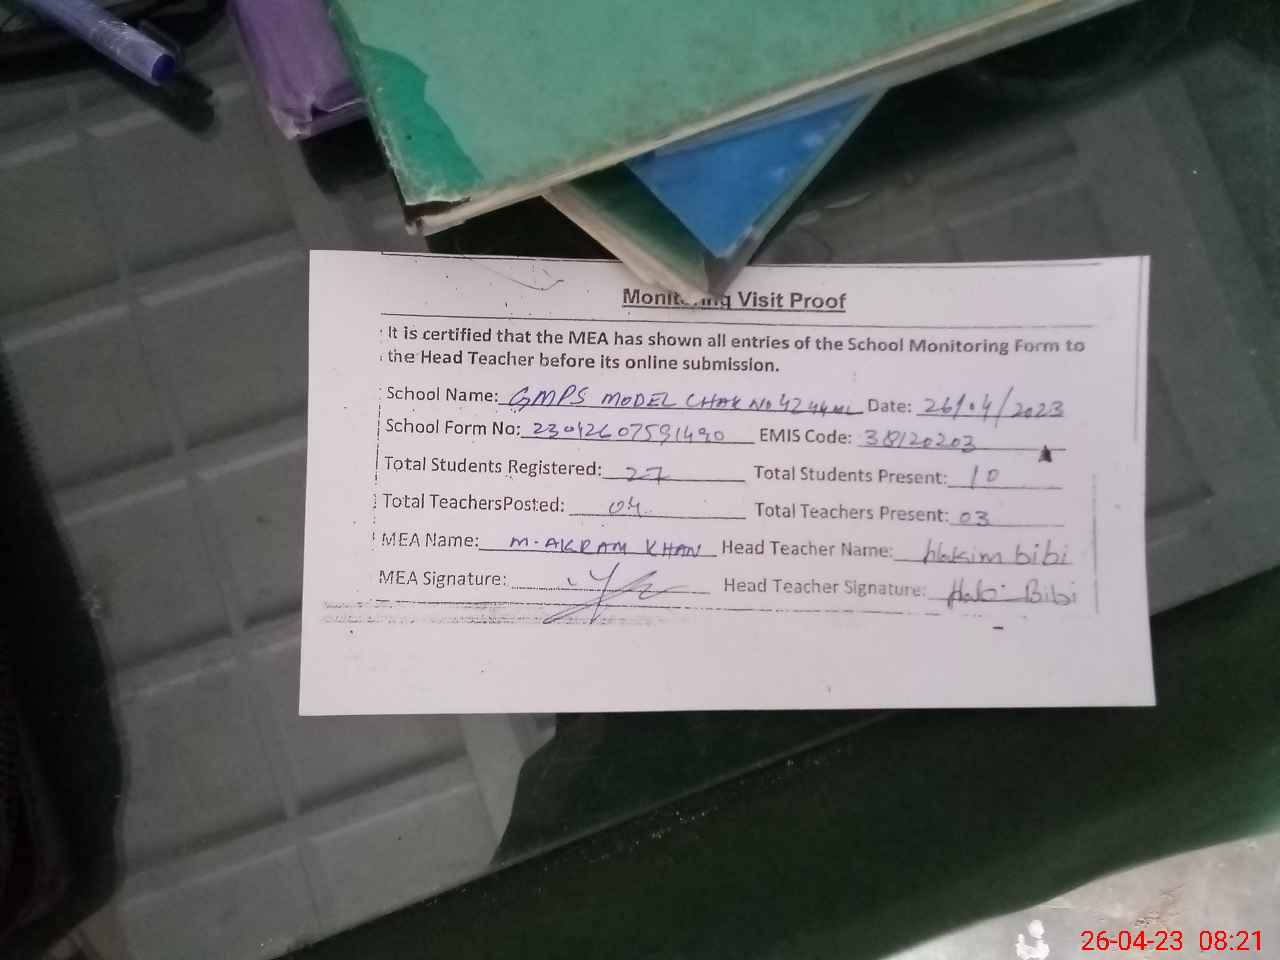 Monitoring Visit Proof
It is certified that the MEA has shown all entries of the School Monitoring Form to
the Head Teacher before its online submission.
School Name: GMPS MODEL CHAK No 42 44ML Date: 26/04/2023
School Form No: 23042607591490 EMIS Code: 38120203
Total Students Registered: 27 Total Students Present: 10
Total TeachersPosted: 04 Total Teachers Present: 03
MEA Name: M. AKRAM KHAN Head Teacher Name: Hakim bibi
MEA Signature: Head Teacher Signature: Bibi
26-04-23 08:21